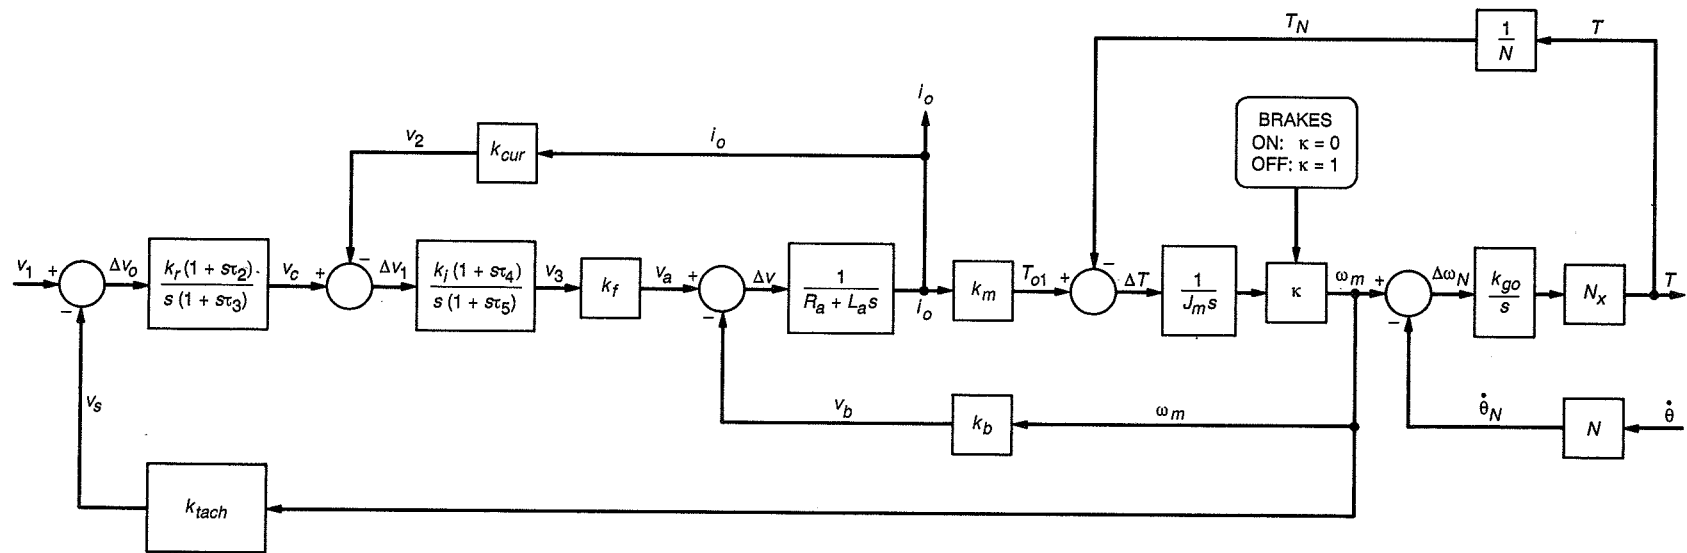 T_N
1
N
T
i_o
BRAKES
ON: κ = 0
OFF: κ = 1
v_2
k_cur
i_o
v_1 +
−
Δv_o
k_r (1 + sτ_2)
s (1 + sτ_3)
v_c
+
−
Δv_1
k_i (1 + sτ_4)
s (1 + sτ_5)
v_3
k_f
v_a
+
−
Δv
1
R_a + L_a s
i_o
k_m
T_o1
+
−
ΔT
1
J_m s
κ
ω_m
+
−
Δω_N
k_go
s
N_x
T
v_s
v_b
k_b
ω_m
θ̇_N
N
θ̇
k_tach